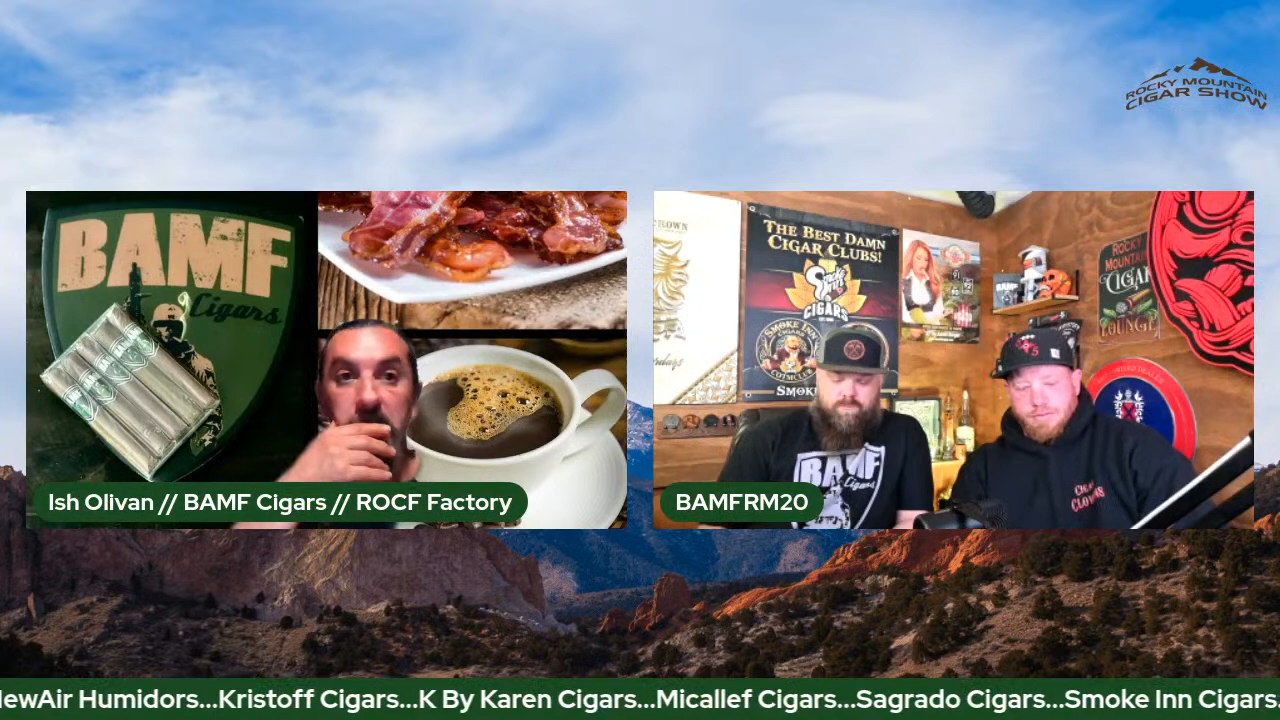 ROCKY MOUNTAIN
CIGAR SHOW
BAMF
Cigars
Ish Olivan // BAMF Cigars // ROCF Factory
THE BEST DAMN
CIGAR CLUBS!
CIGARS
SMOKE INN
ROCKY
MOUNTAIN
CIGAR
LOUNGE
BAMF
Cigars
BAMFRM20
ewAir Humidors...Kristoff Cigars...K By Karen Cigars...Micallef Cigars...Sagrado Cigars...Smoke Inn Cigars.